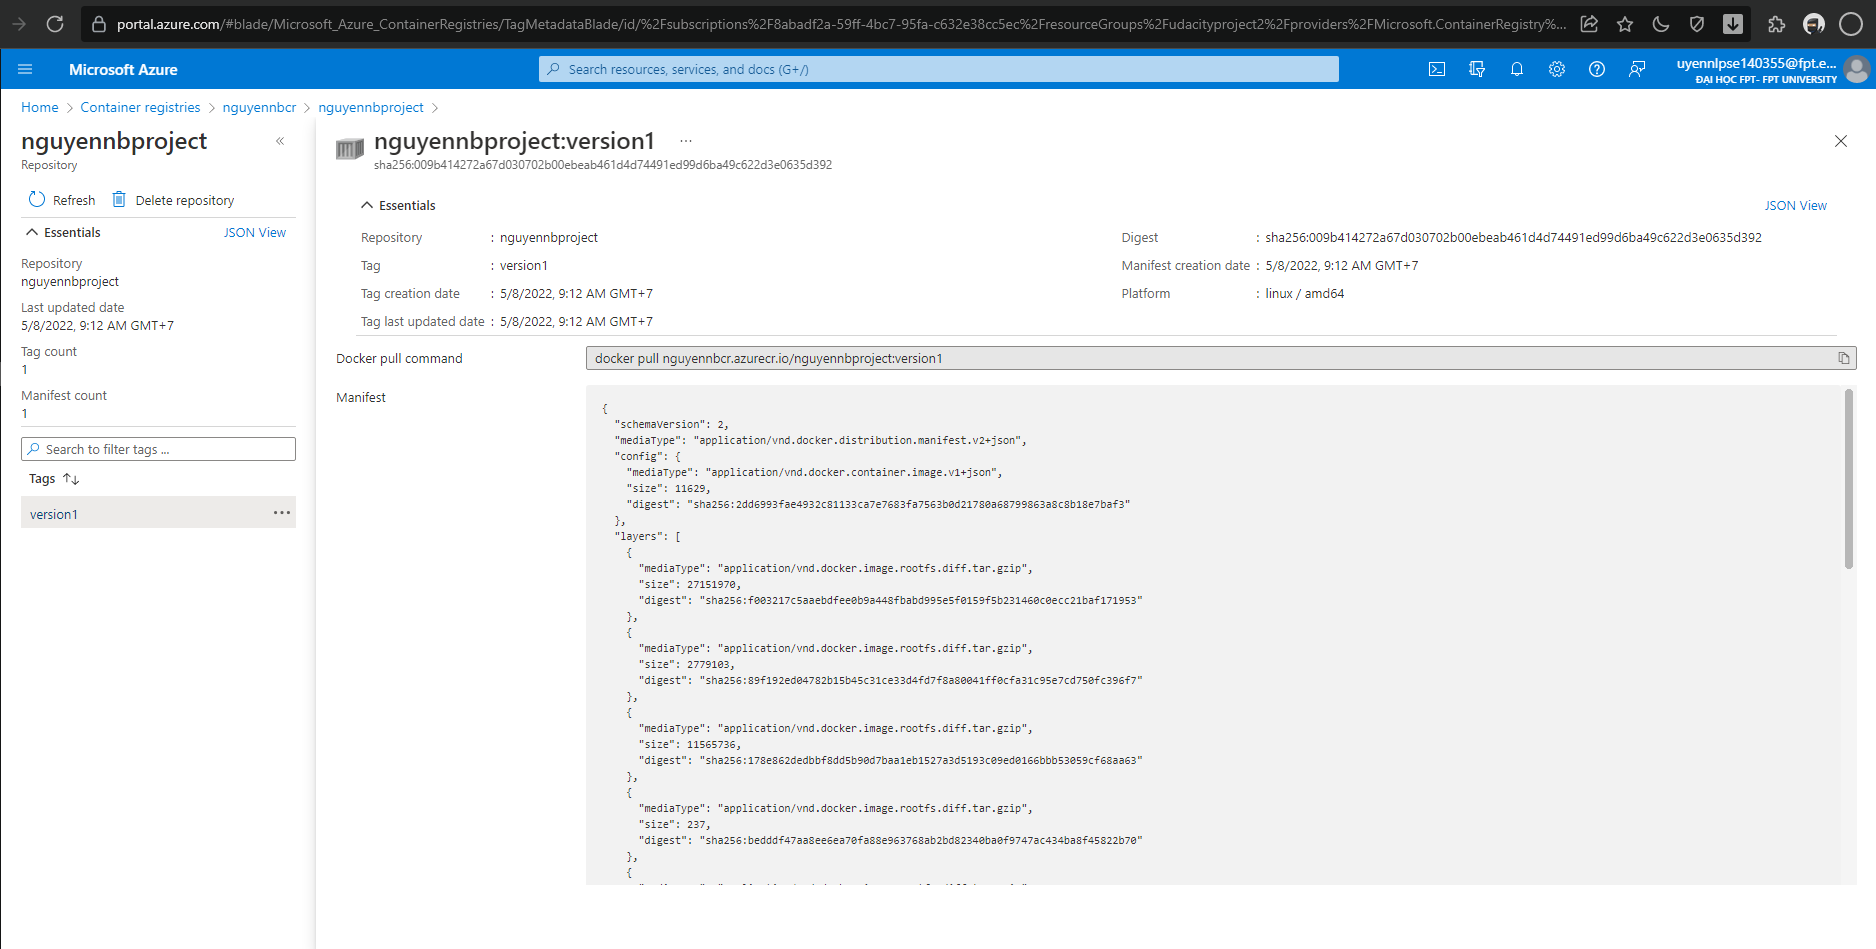 portal.azure.com/#blade/Microsoft_Azure_ContainerRegistries/TagMetadataBlade/id/%2Fsubscriptions%2F8abadf2a-59ff-4bc7-95fa-c632e38cc5ec%2FresourceGroups%2Fudacityproject2%2Fproviders%2FMicrosoft.ContainerRegistry%...
Microsoft Azure
Search resources, services, and docs (G+/)
uyennlpse140355@fpt.e...
ĐẠI HỌC FPT- FPT UNIVERSITY
Home > Container registries > nguyennbcr > nguyennbproject >
nguyennbproject
Repository
Refresh
Delete repository
Essentials
JSON View
Repository
nguyennbproject
Last updated date
5/8/2022, 9:12 AM GMT+7
Tag count
1
Manifest count
1
Search to filter tags ...
Tags
version1
nguyennbproject:version1
sha256:009b414272a67d030702b00ebeab461d4d74491ed99d6ba49c622d3e0635d392
Essentials
JSON View
Repository : nguyennbproject
Tag : version1
Tag creation date : 5/8/2022, 9:12 AM GMT+7
Tag last updated date : 5/8/2022, 9:12 AM GMT+7
Digest : sha256:009b414272a67d030702b00ebeab461d4d74491ed99d6ba49c622d3e0635d392
Manifest creation date : 5/8/2022, 9:12 AM GMT+7
Platform : linux / amd64
Docker pull command
docker pull nguyennbcr.azurecr.io/nguyennbproject:version1
Manifest
{
"schemaVersion": 2,
"mediaType": "application/vnd.docker.distribution.manifest.v2+json",
"config": {
"mediaType": "application/vnd.docker.container.image.v1+json",
"size": 11629,
"digest": "sha256:2dd6993fae4932c81133ca7e7683fa7563b0d21780a68799863a8c8b18e7baf3"
},
"layers": [
{
"mediaType": "application/vnd.docker.image.rootfs.diff.tar.gzip",
"size": 27151970,
"digest": "sha256:f003217c5aaebdfee0b9a448fbabd995e5f0159f5b231460c0ecc21baf171953"
},
{
"mediaType": "application/vnd.docker.image.rootfs.diff.tar.gzip",
"size": 2779103,
"digest": "sha256:89f192ed04782b15b45c31ce33d4fd7f8a80041ff0cfa31c95e7cd750fc396f7"
},
{
"mediaType": "application/vnd.docker.image.rootfs.diff.tar.gzip",
"size": 11565736,
"digest": "sha256:178e862dedbbf8dd5b90d7baa1eb1527a3d5193c09ed0166bbb53059cf68aa63"
},
{
"mediaType": "application/vnd.docker.image.rootfs.diff.tar.gzip",
"size": 237,
"digest": "sha256:bedddf47aa8ee6ea70fa88e963768ab2bd82340ba0f9747ac434ba8f45822b70"
},
{